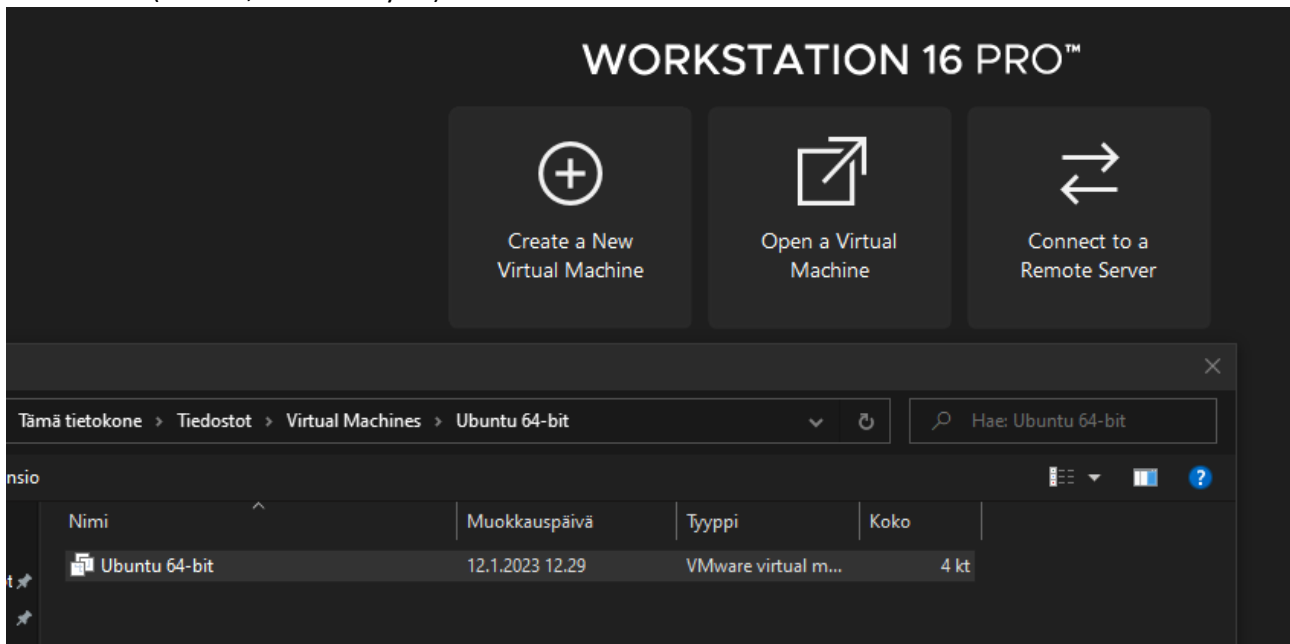 WORKSTATION 16 PRO™
Create a New
Virtual Machine
Open a Virtual
Machine
Connect to a
Remote Server
Tämä tietokone > Tiedostot > Virtual Machines > Ubuntu 64-bit
Hae: Ubuntu 64-bit
nsio
Nimi Muokkauspäivä Tyyppi Koko
Ubuntu 64-bit 12.1.2023 12.29 VMware virtual m... 4 kt